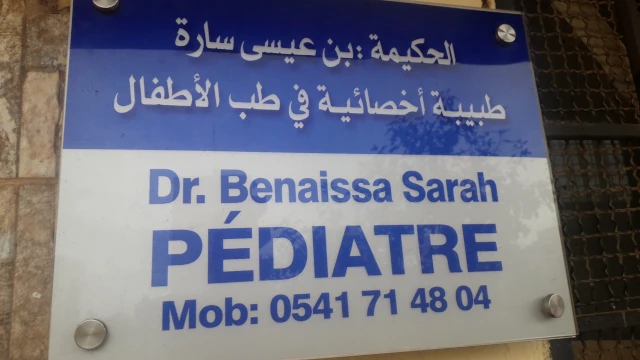 الحكيمة : بن عيسى سارة
طبيبة أخصائية في طب الأطفال
Dr. Benaissa Sarah
PÉDIATRE
Mob: 0541 71 48 04